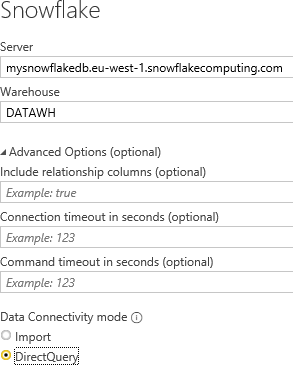 Snowflake
Server
mysnowflakedb.eu-west-1.snowflakecomputing.com
Warehouse
DATAWH
Advanced Options (optional)
Include relationship columns (optional)
Example: true
Connection timeout in seconds (optional)
Example: 123
Command timeout in seconds (optional)
Example: 123
Data Connectivity mode
Import
DirectQuery